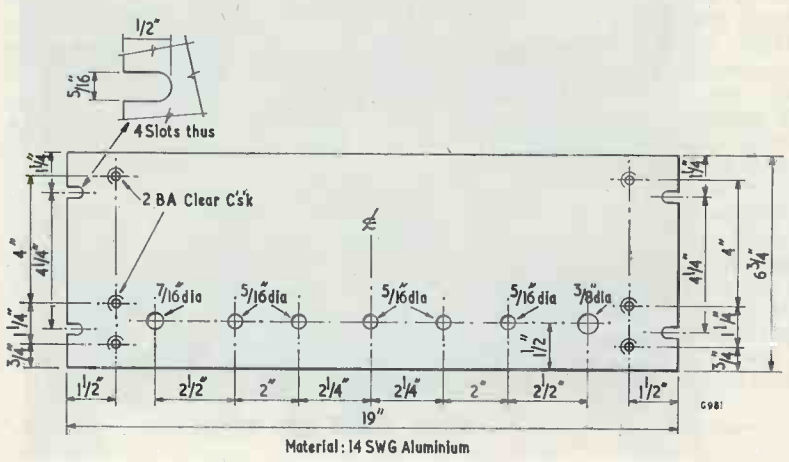 1/2"
5/16"
4 Slots thus
1 1/4"
4"
4 1/4"
1 1/4"
3/4"
2 BA Clear C's'k
7/16" dia
5/16" dia
5/16" dia
5/16" dia
3/8" dia
1 1/2"
1 1/4"
4"
4 1/4"
6 3/4"
1 1/4"
3/4"
1 1/2" 2 1/2" 2" 2 1/4" 2 1/4" 2" 2 1/2" 1 1/2"
19"
G981
Material : 14 SWG Aluminium